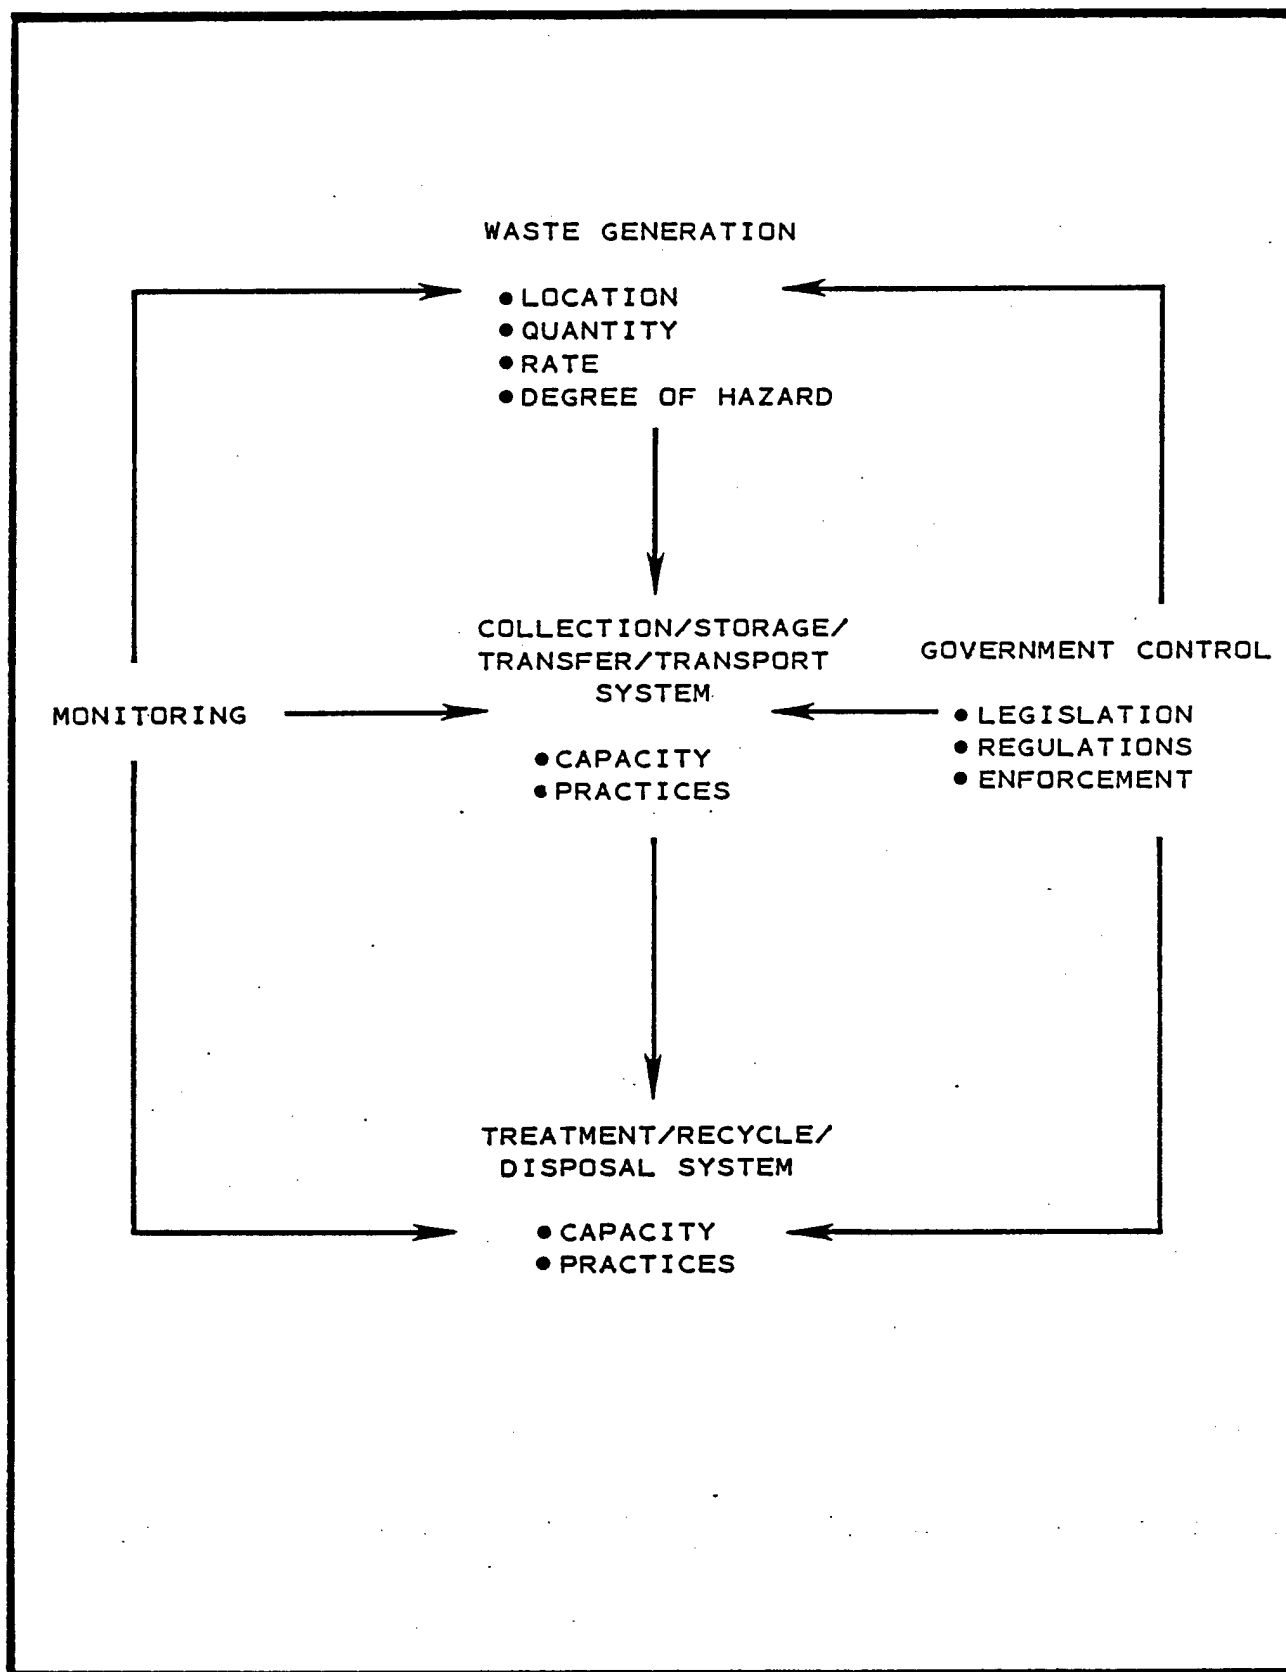 WASTE GENERATION
● LOCATION
● QUANTITY
● RATE
● DEGREE OF HAZARD
COLLECTION/STORAGE/
TRANSFER/TRANSPORT
SYSTEM
● CAPACITY
● PRACTICES
MONITORING
GOVERNMENT CONTROL
● LEGISLATION
● REGULATIONS
● ENFORCEMENT
TREATMENT/RECYCLE/
DISPOSAL SYSTEM
● CAPACITY
● PRACTICES